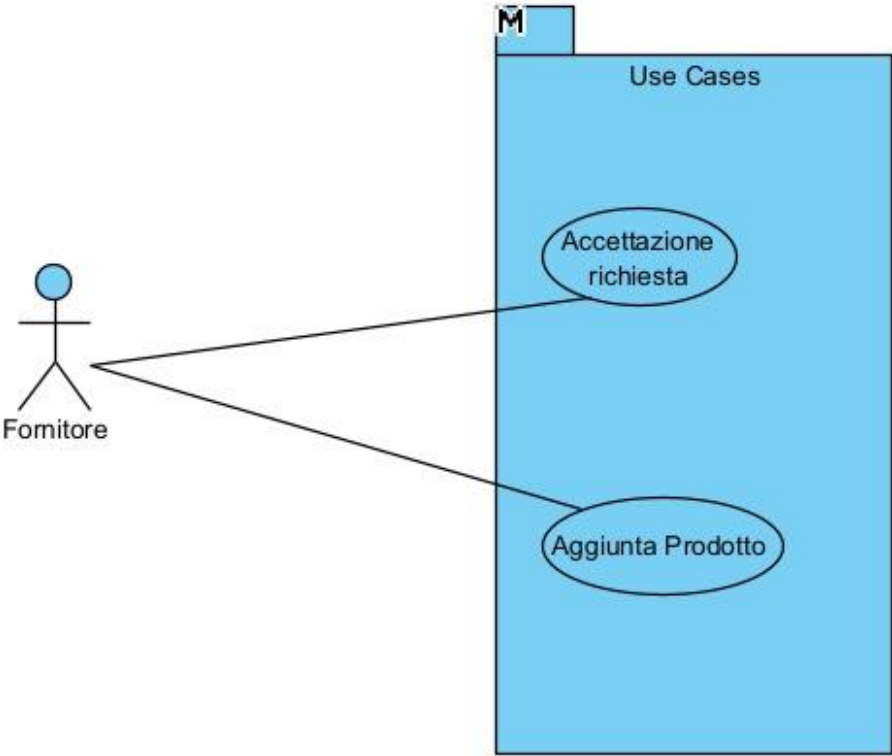 M
Use Cases
Accettazione
richiesta
Fornitore
Aggiunta Prodotto